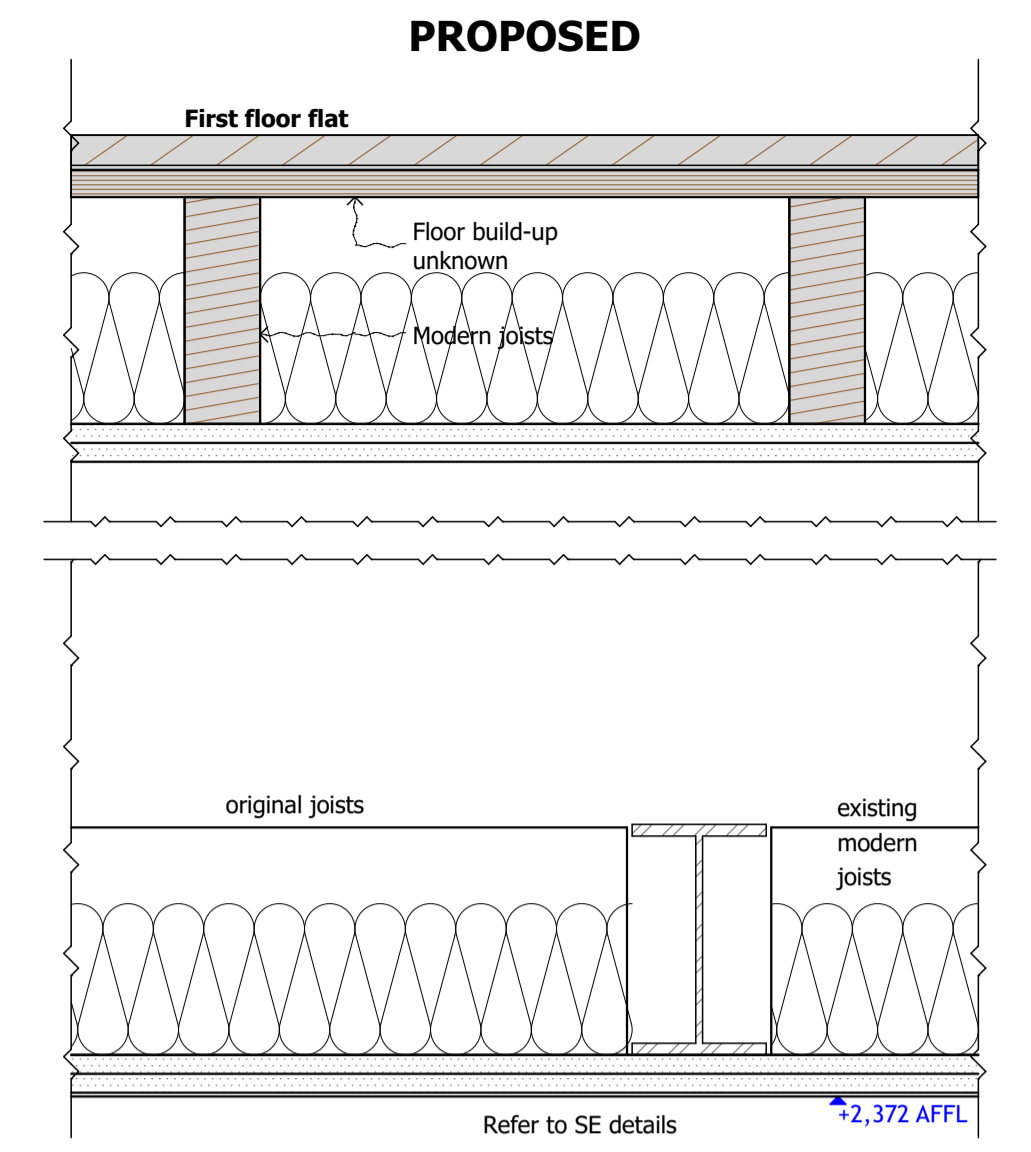 PROPOSED
First floor flat
Floor build-up
unknown
Modern joists
original joists
existing
modern
joists
+2,372 AFFL
Refer to SE details